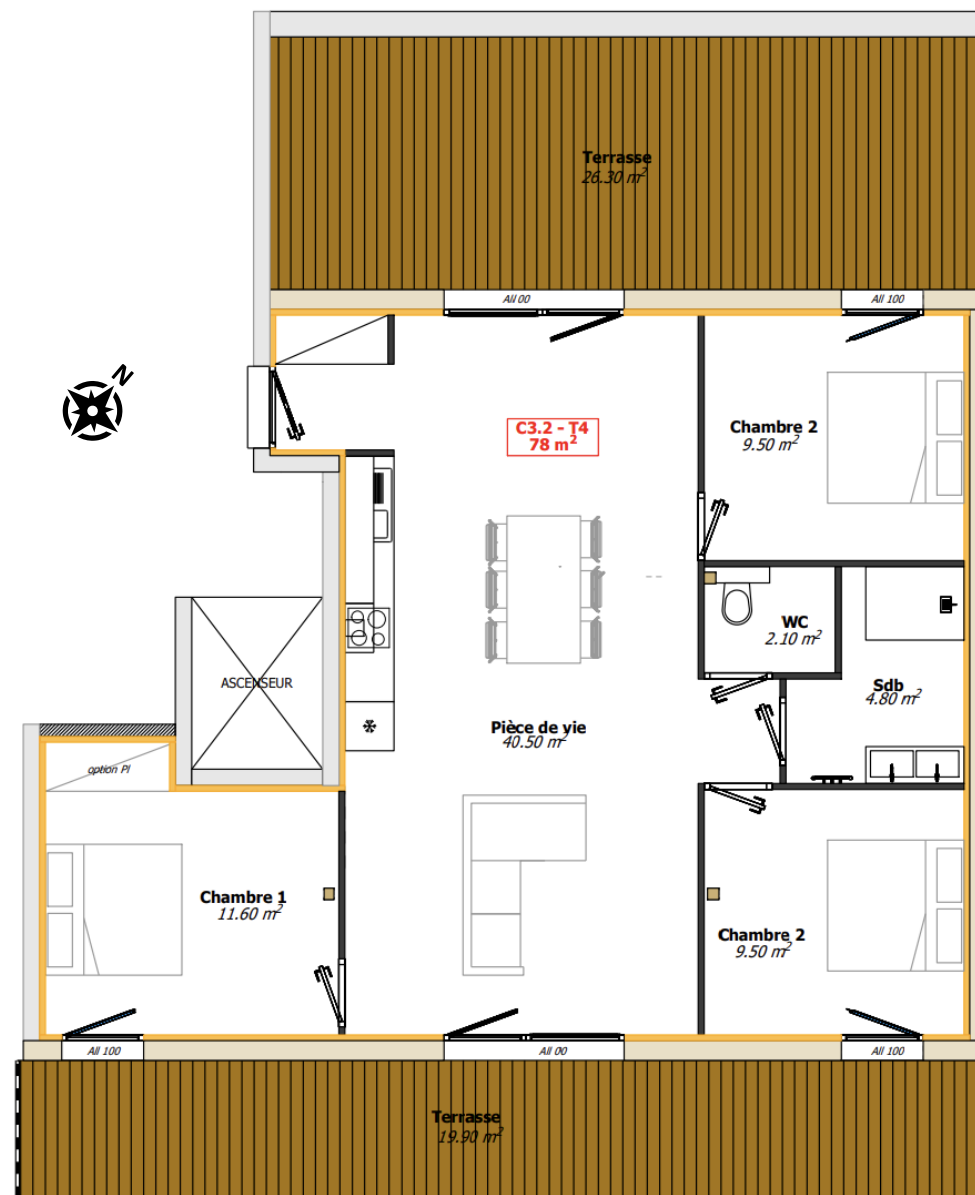 Terrasse
26.30 m²
All 00
All 100
N
C3.2 - T4
78 m²
Chambre 2
9.50 m²
WC
2.10 m²
ASCENSEUR
Sdb
4.80 m²
Pièce de vie
40.50 m²
option Pl
Chambre 1
11.60 m²
Chambre 2
9.50 m²
All 100
All 00
All 100
Terrasse
19.90 m²